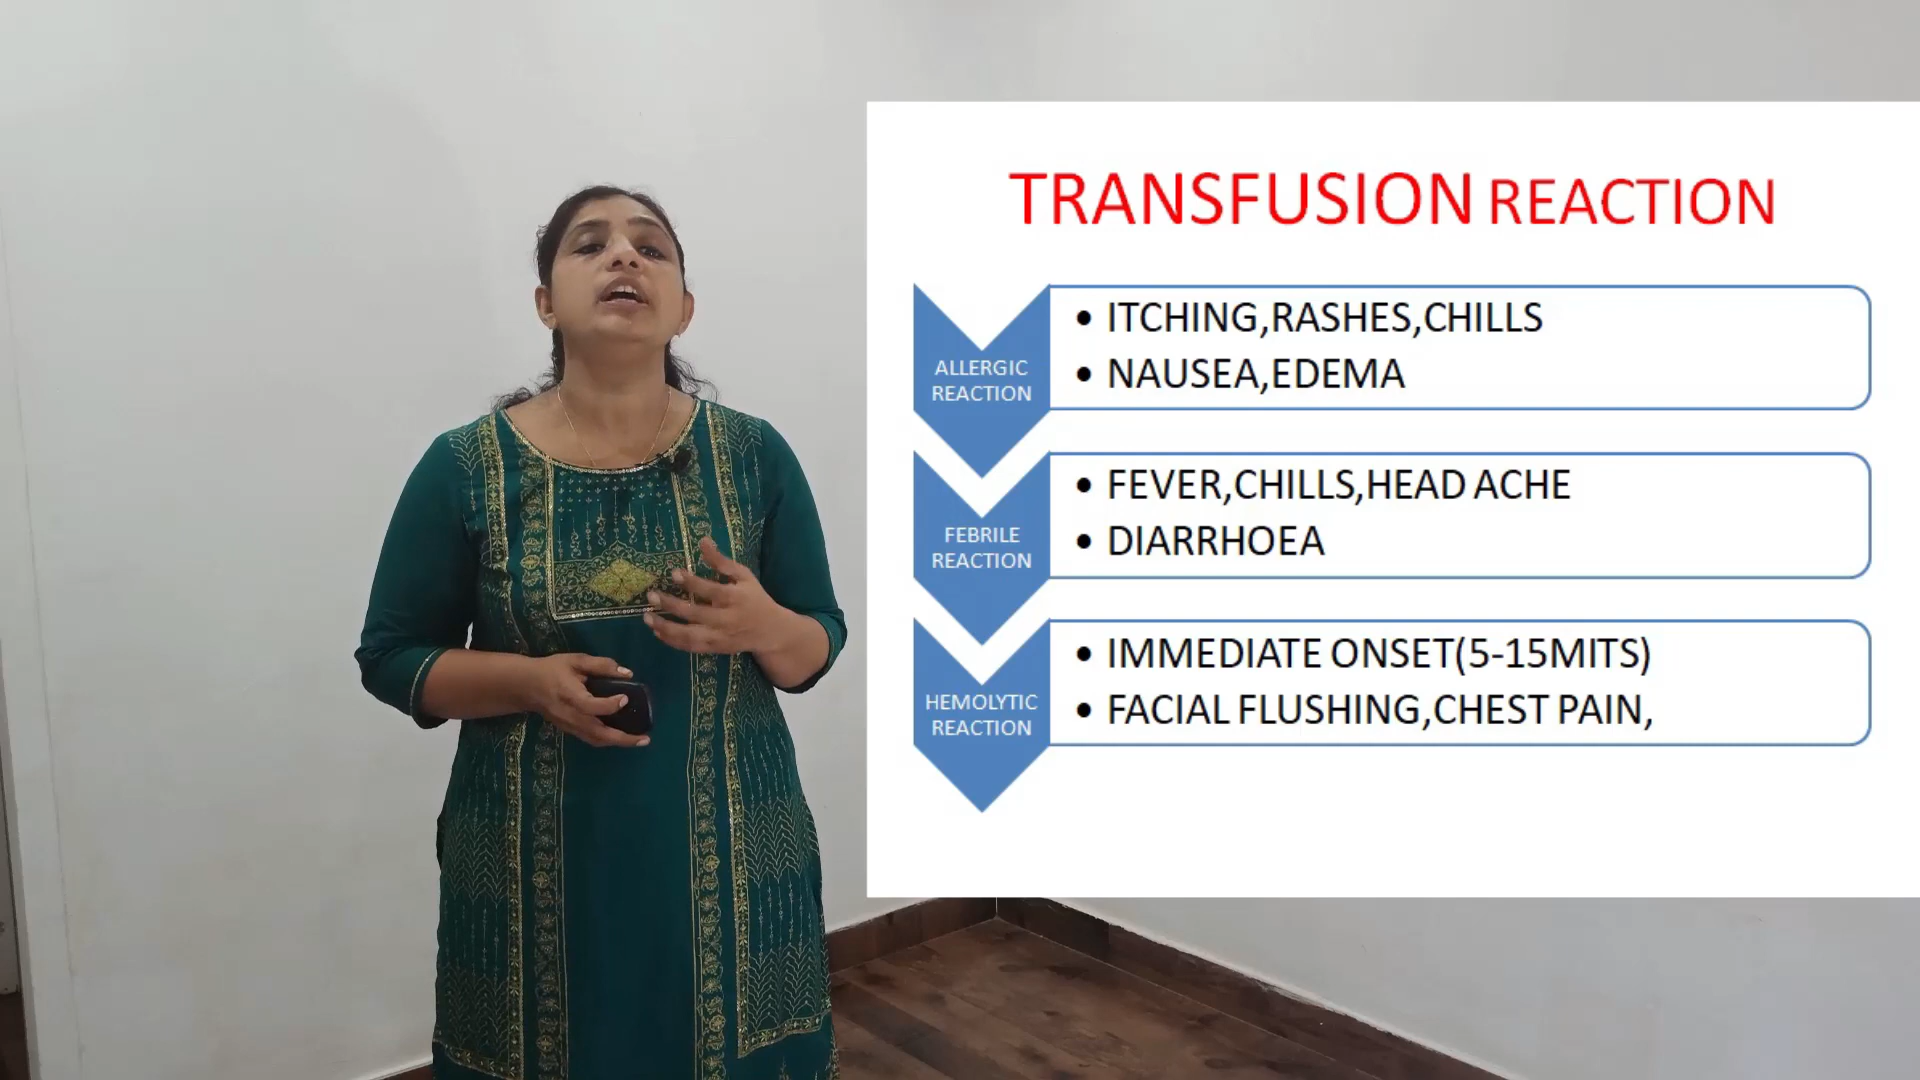 TRANSFUSION REACTION
ALLERGIC
REACTION
• ITCHING,RASHES,CHILLS
• NAUSEA,EDEMA
FEBRILE
REACTION
• FEVER,CHILLS,HEAD ACHE
• DIARRHOEA
HEMOLYTIC
REACTION
• IMMEDIATE ONSET(5-15MITS)
• FACIAL FLUSHING,CHEST PAIN,